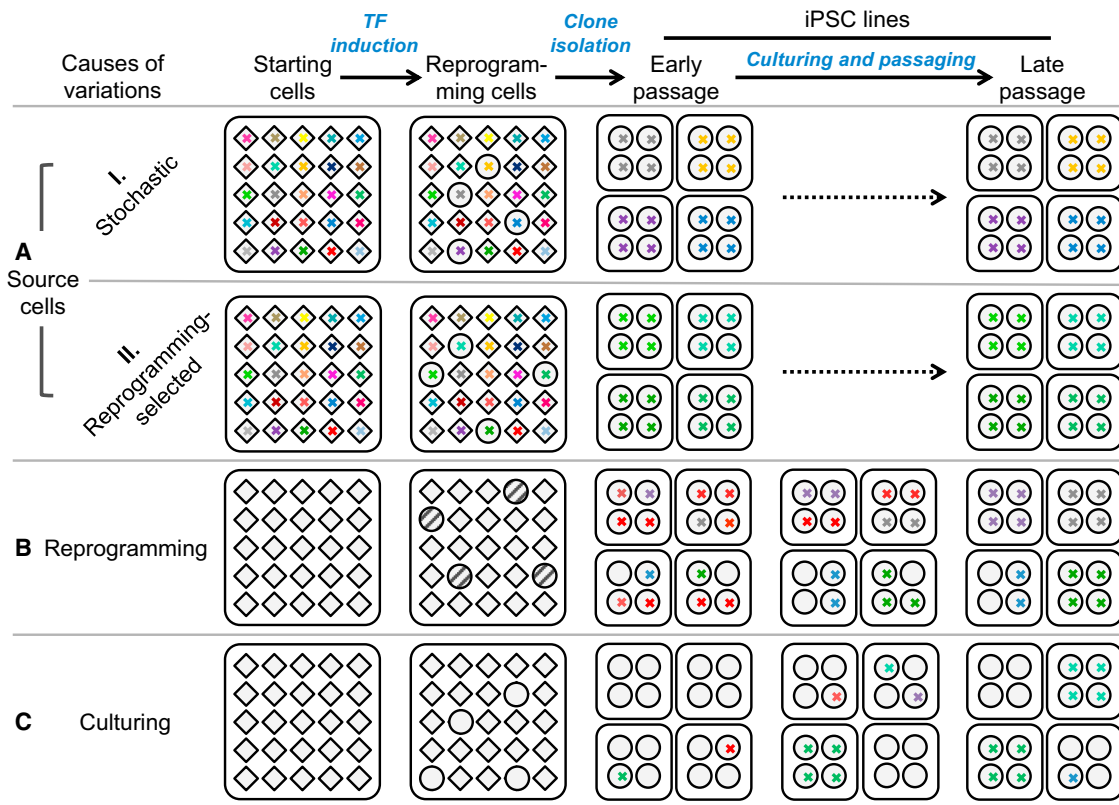 TF
induction
Clone
isolation
iPSC lines
Culturing and passaging
Causes of
variations
Starting
cells
Reprogram-
ming cells
Early
passage
Late
passage
A
Source
cells
I.
Stochastic
II.
Reprogramming-
selected
B Reprogramming
C Culturing